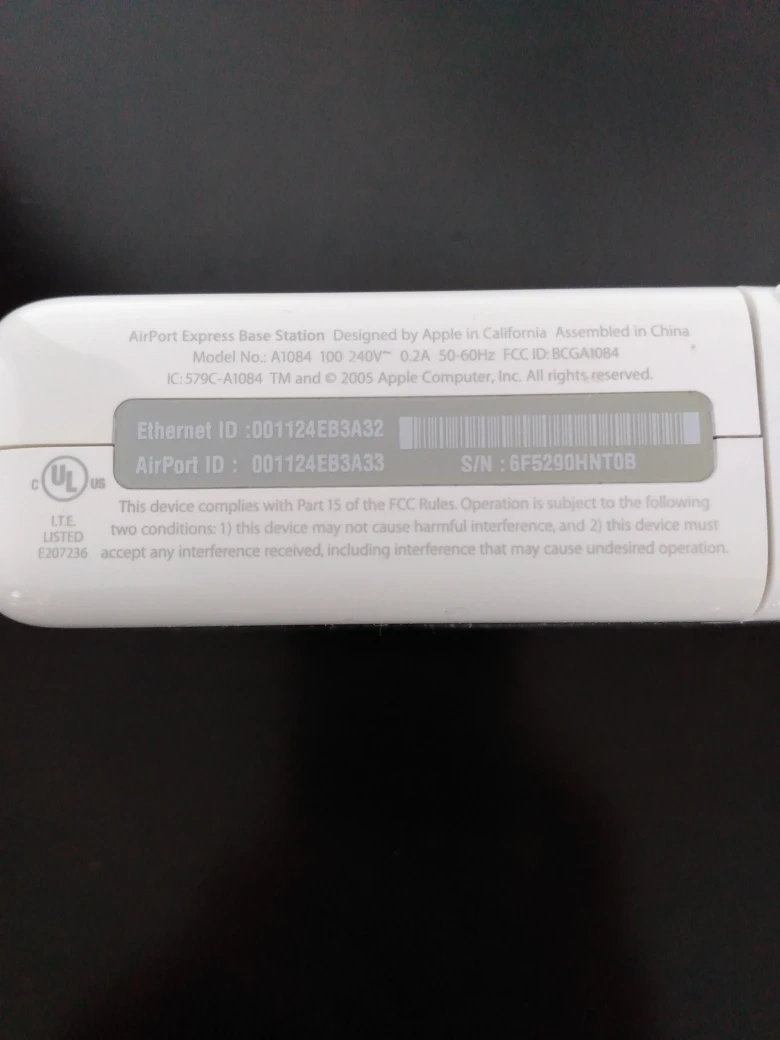 AirPort Express Base Station Designed by Apple in California Assembled in China
Model No.: A1084 100 240V~ 0.2A 50-60Hz FCC ID: BCGA1084
IC: 579C-A1084 TM and © 2005 Apple Computer, Inc. All rights reserved.
Ethernet ID :001124EB3A32
AirPort ID : 001124EB3A33 S/N : 6F5290HNT0B
C UL US
I.T.E.
LISTED
E207236
This device complies with Part 15 of the FCC Rules. Operation is subject to the following
two conditions: 1) this device may not cause harmful interference, and 2) this device must
accept any interference received, including interference that may cause undesired operation.